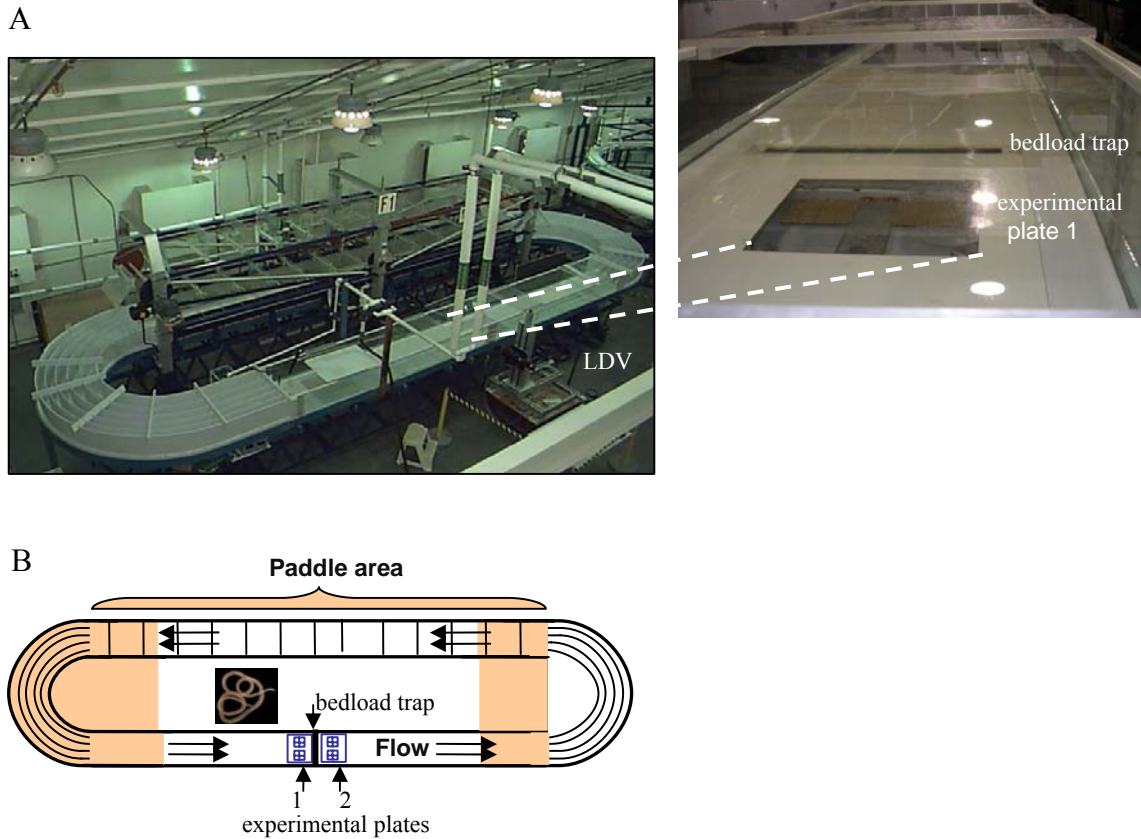 A
F1
LDV
bedload trap
experimental
plate 1
B
Paddle area
bedload trap
Flow
1 2
experimental plates